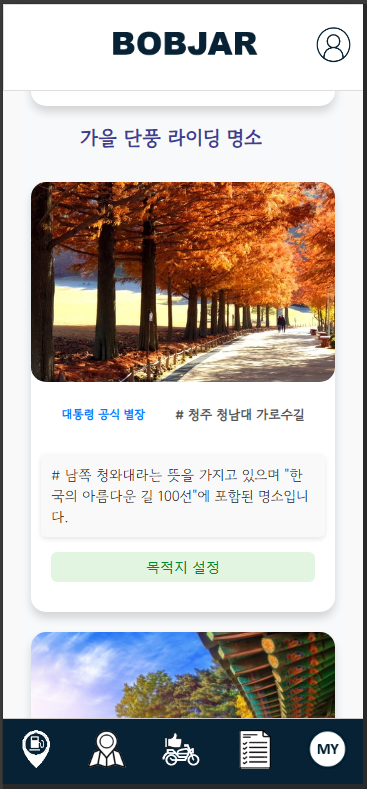 BOBJAR
가을 단풍 라이딩 명소
대통령 공식 별장
# 청주 청남대 가로수길
# 남쪽 청와대라는 뜻을 가지고 있으며 "한
국의 아름다운 길 100선"에 포함된 명소입니
다.
목적지 설정
MY